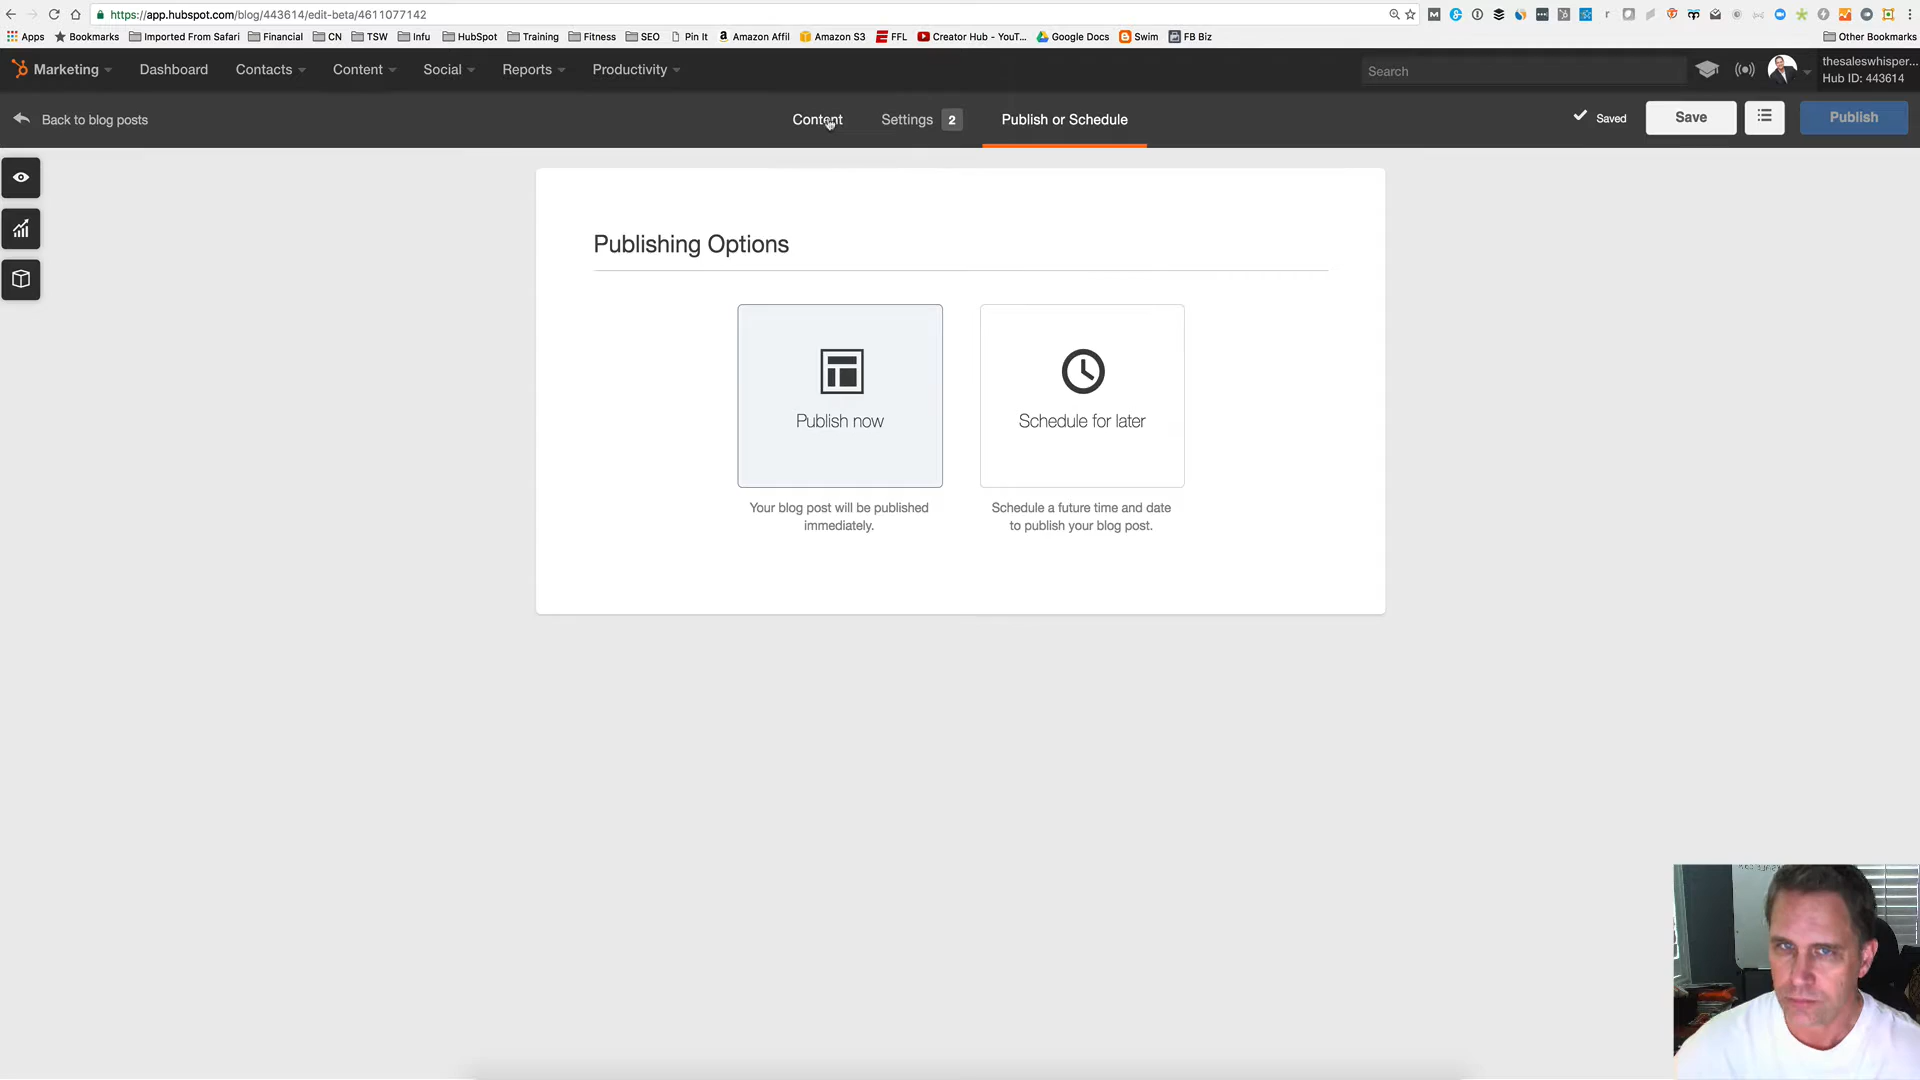 https://app.hubspot.com/blog/443614/edit-beta/4611077142
Apps Bookmarks Imported From Safari Financial CN TSW Infu HubSpot Training Fitness SEO Pin It Amazon Affil Amazon S3 FFL Creator Hub - YouT... Google Docs Swim FB Biz Other Bookmarks
Marketing Dashboard Contacts Content Social Reports Productivity Search thesaleswhisper...
Hub ID: 443614
Back to blog posts Content Settings 2 Publish or Schedule Saved Save Publish
Publishing Options
Publish now Schedule for later
Your blog post will be published Schedule a future time and date
immediately. to publish your blog post.